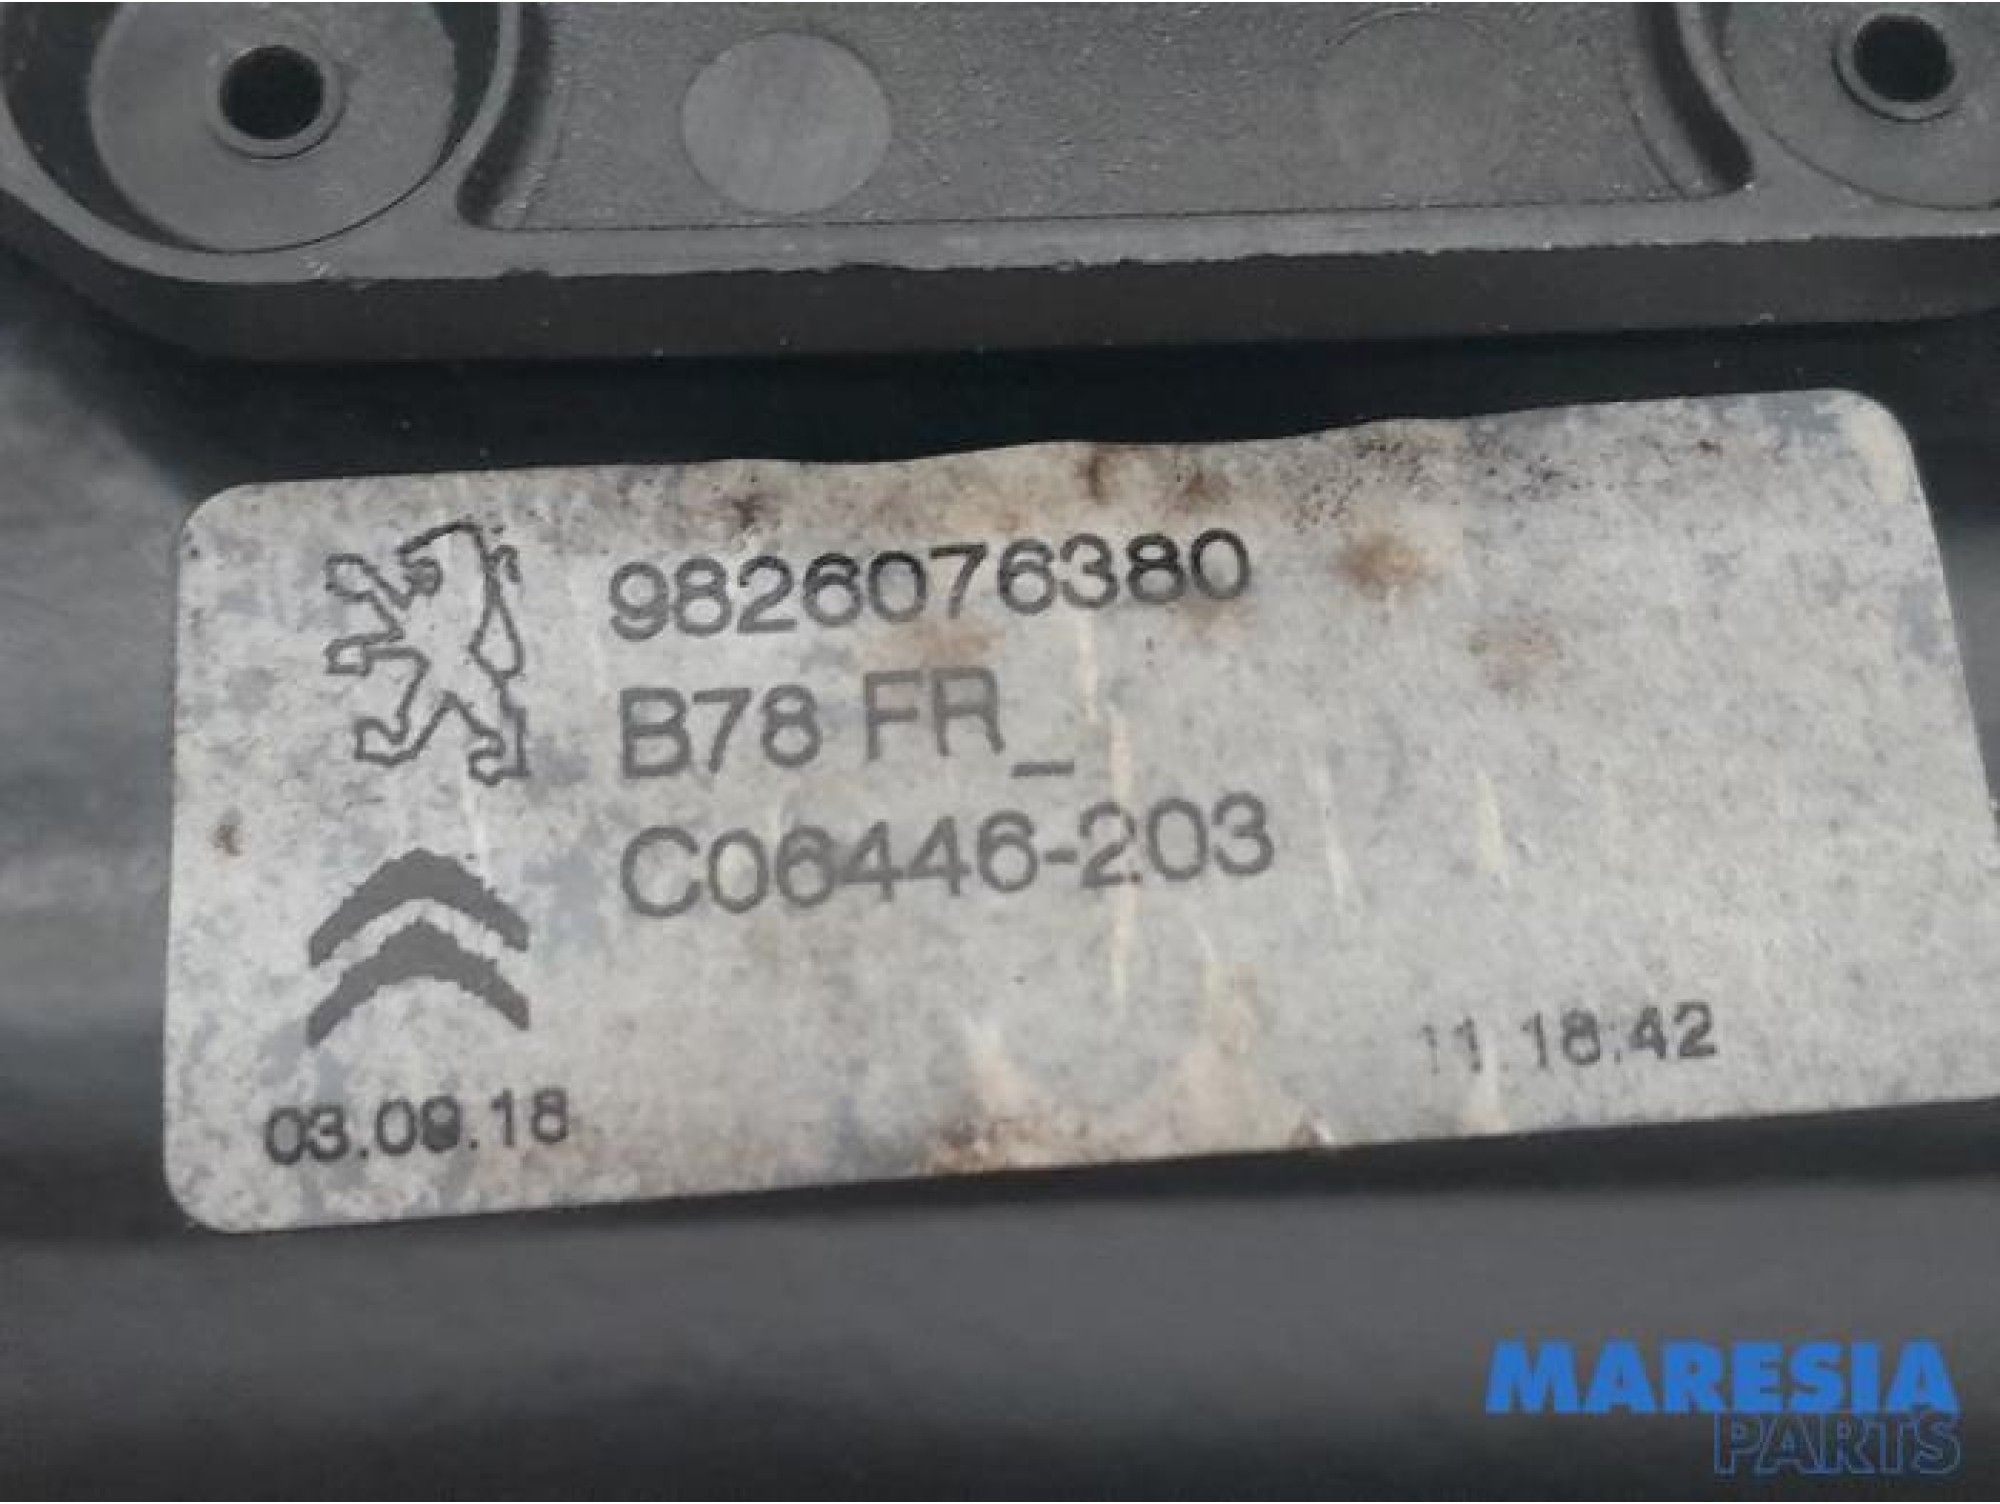 9826076380
B78 FR_
C06446-203
03.09.18
11.18:42
MARESIA
PARTS